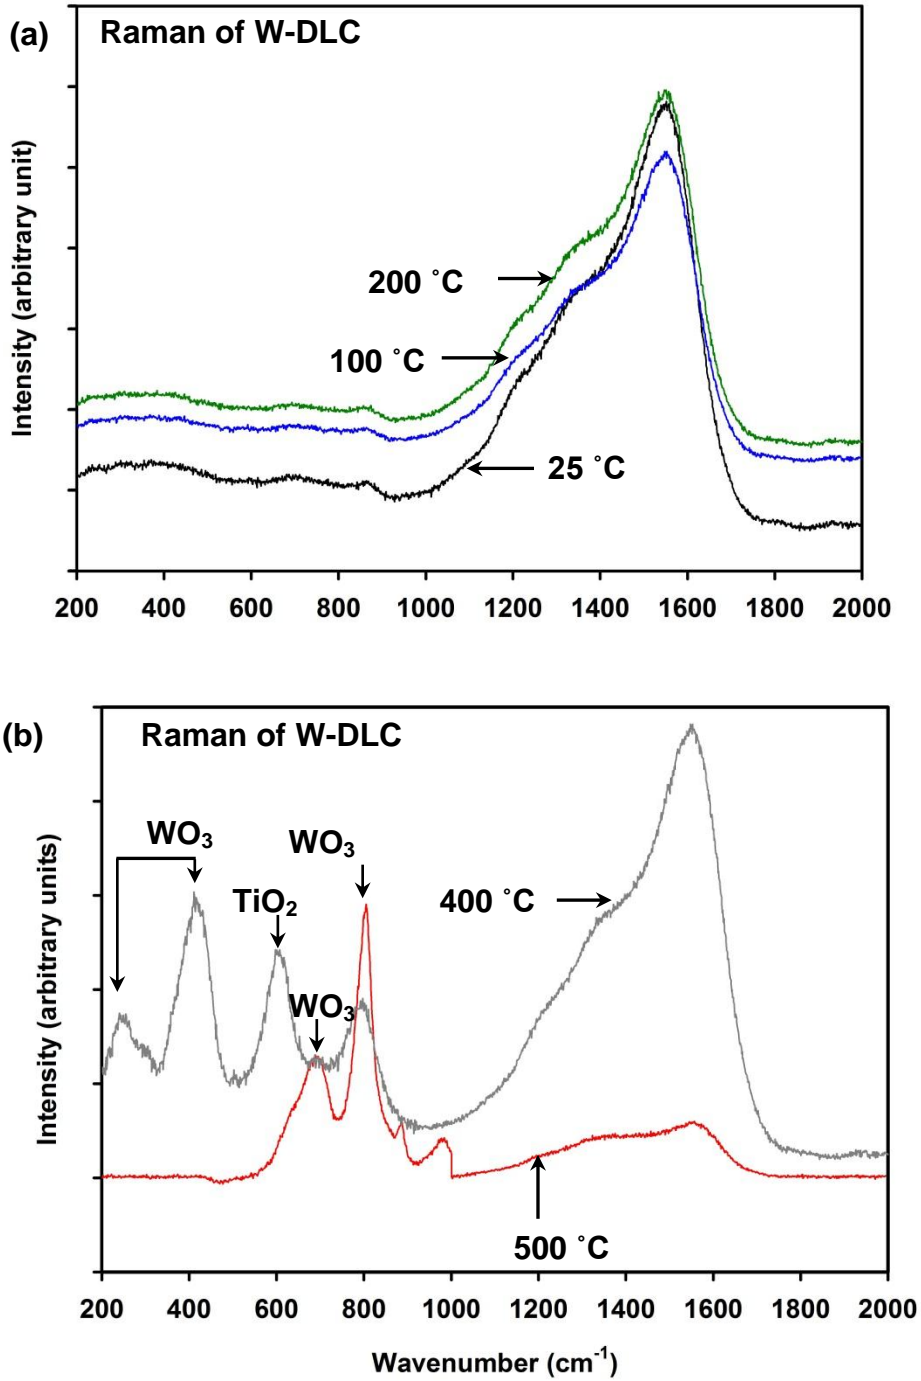 (a) Raman of W-DLC
Intensity (arbitrary unit)
200 ˚C
100 ˚C
25 ˚C
200 400 600 800 1000 1200 1400 1600 1800 2000
(b) Raman of W-DLC
Intensity (arbitrary units)
WO3
WO3
TiO2
400 ˚C
WO3
500 ˚C
200 400 600 800 1000 1200 1400 1600 1800 2000
Wavenumber (cm-1)